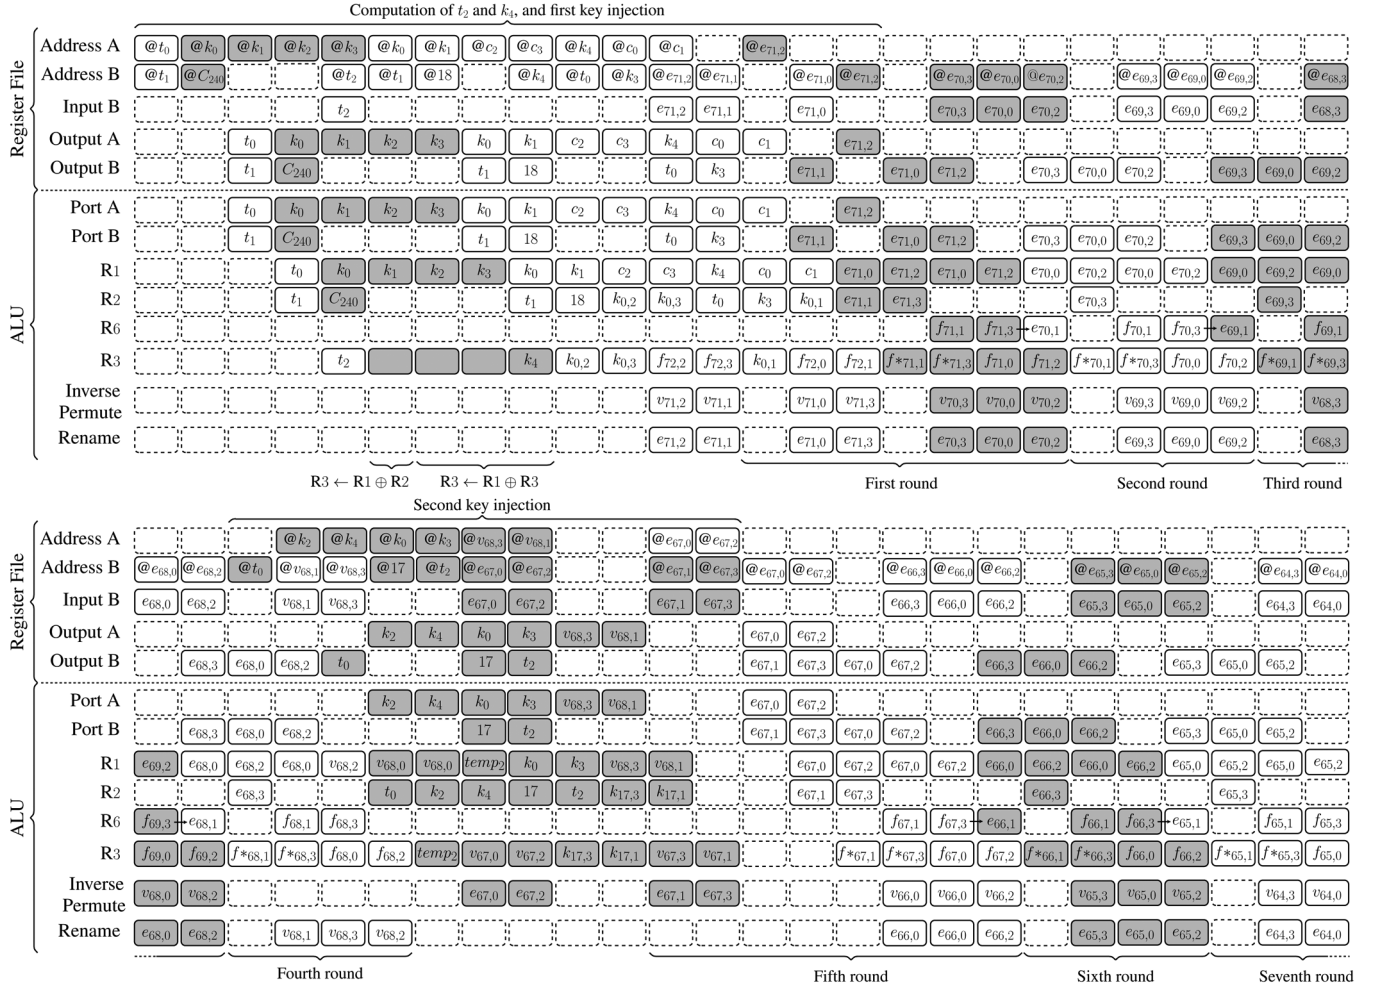 Computation of t₂ and k₄, and first key injection
Register File
Address A @t₀ @k₀ @k₁ @k₂ @k₃ @k₀ @k₁ @c₂ @c₃ @k₄ @c₀ @c₁ @e₇₁,₂
Address B @t₁ @C₂₄₀ @t₂ @t₁ @18 @k₄ @t₀ @k₃ @e₇₁,₂ @e₇₁,₁ @e₇₁,₀ @e₇₁,₂ @e₇₀,₃ @e₇₀,₀ @e₇₀,₂ @e₆₉,₃ @e₆₉,₀ @e₆₉,₂ @e₆₈,₃
Input B t₂ e₇₁,₂ e₇₁,₁ e₇₁,₀ e₇₀,₃ e₇₀,₀ e₇₀,₂ e₆₉,₃ e₆₉,₀ e₆₉,₂ e₆₈,₃
Output A t₀ k₀ k₁ k₂ k₃ k₀ k₁ c₂ c₃ k₄ c₀ c₁ e₇₁,₂
Output B t₁ C₂₄₀ t₁ 18 t₀ k₃ e₇₁,₁ e₇₁,₀ e₇₁,₂ e₇₀,₃ e₇₀,₀ e₇₀,₂ e₆₉,₃ e₆₉,₀ e₆₉,₂
ALU
Port A t₀ k₀ k₁ k₂ k₃ k₀ k₁ c₂ c₃ k₄ c₀ c₁ e₇₁,₂
Port B t₁ C₂₄₀ t₁ 18 t₀ k₃ e₇₁,₁ e₇₁,₀ e₇₁,₂ e₇₀,₃ e₇₀,₀ e₇₀,₂ e₆₉,₃ e₆₉,₀ e₆₉,₂
R1 t₀ k₀ k₁ k₂ k₃ k₀ k₁ c₂ c₃ k₄ c₀ c₁ e₇₁,₀ e₇₁,₂ e₇₁,₀ e₇₁,₂ e₇₀,₀ e₇₀,₂ e₇₀,₀ e₇₀,₂ e₆₉,₀ e₆₉,₂ e₆₉,₀
R2 t₁ C₂₄₀ t₁ 18 k₀,₂ k₀,₃ t₀ k₃ k₀,₁ e₇₁,₁ e₇₁,₃ e₇₀,₃ e₆₉,₃
R6 f₇₁,₁ f₇₁,₃ → e₇₀,₁ f₇₀,₁ f₇₀,₃ → e₆₉,₁ f₆₉,₁
R3 t₂ k₄ k₀,₂ k₀,₃ f₇₂,₂ f₇₂,₃ k₀,₁ f₇₂,₀ f₇₂,₁ f*₇₁,₁ f*₇₁,₃ f₇₁,₀ f₇₁,₂ f*₇₀,₁ f*₇₀,₃ f₇₀,₀ f₇₀,₂ f*₆₉,₁ f*₆₉,₃
Inverse
Permute v₇₁,₂ v₇₁,₁ v₇₁,₀ v₇₁,₃ v₇₀,₃ v₇₀,₀ v₇₀,₂ v₆₉,₃ v₆₉,₀ v₆₉,₂ v₆₈,₃
Rename e₇₁,₂ e₇₁,₁ e₇₁,₀ e₇₁,₃ e₇₀,₃ e₇₀,₀ e₇₀,₂ e₆₉,₃ e₆₉,₀ e₆₉,₂ e₆₈,₃
R3 ← R1 ⊕ R2 R3 ← R1 ⊕ R3 First round Second round Third round
Second key injection
Register File
Address A @k₂ @k₄ @k₀ @k₃ @v₆₈,₃ @v₆₈,₁ @e₆₇,₀ @e₆₇,₂
Address B @e₆₈,₀ @e₆₈,₂ @t₀ @v₆₈,₁ @v₆₈,₃ @17 @t₂ @e₆₇,₀ @e₆₇,₂ @e₆₇,₁ @e₆₇,₃ @e₆₇,₀ @e₆₇,₂ @e₆₆,₃ @e₆₆,₀ @e₆₆,₂ @e₆₅,₃ @e₆₅,₀ @e₆₅,₂ @e₆₄,₃ @e₆₄,₀
Input B e₆₈,₀ e₆₈,₂ v₆₈,₁ v₆₈,₃ e₆₇,₀ e₆₇,₂ e₆₇,₁ e₆₇,₃ e₆₆,₃ e₆₆,₀ e₆₆,₂ e₆₅,₃ e₆₅,₀ e₆₅,₂ e₆₄,₃ e₆₄,₀
Output A k₂ k₄ k₀ k₃ v₆₈,₃ v₆₈,₁ e₆₇,₀ e₆₇,₂
Output B e₆₈,₃ e₆₈,₀ e₆₈,₂ t₀ 17 t₂ e₆₇,₁ e₆₇,₃ e₆₇,₀ e₆₇,₂ e₆₆,₃ e₆₆,₀ e₆₆,₂ e₆₅,₃ e₆₅,₀ e₆₅,₂
ALU
Port A k₂ k₄ k₀ k₃ v₆₈,₃ v₆₈,₁ e₆₇,₀ e₆₇,₂
Port B e₆₈,₃ e₆₈,₀ e₆₈,₂ 17 t₂ e₆₇,₁ e₆₇,₃ e₆₇,₀ e₆₇,₂ e₆₆,₃ e₆₆,₀ e₆₆,₂ e₆₅,₃ e₆₅,₀ e₆₅,₂
R1 e₆₉,₂ e₆₈,₀ e₆₈,₂ e₆₈,₀ v₆₈,₂ v₆₈,₀ v₆₈,₀ temp₂ k₀ k₃ v₆₈,₃ v₆₈,₁ e₆₇,₀ e₆₇,₂ e₆₇,₀ e₆₇,₂ e₆₆,₀ e₆₆,₂ e₆₆,₀ e₆₆,₂ e₆₅,₀ e₆₅,₂ e₆₅,₀ e₆₅,₂
R2 e₆₈,₃ t₀ k₂ k₄ 17 t₂ k₁₇,₃ k₁₇,₁ e₆₇,₁ e₆₇,₃ e₆₆,₃ e₆₅,₃
R6 f₆₉,₃ → e₆₈,₁ f₆₈,₁ f₆₈,₃ f₆₇,₁ f₆₇,₃ → e₆₆,₁ f₆₆,₁ f₆₆,₃ → e₆₅,₁ f₆₅,₁ f₆₅,₃
R3 f₆₉,₀ f₆₉,₂ f*₆₈,₁ f*₆₈,₃ f₆₈,₀ f₆₈,₂ temp₂ v₆₇,₀ v₆₇,₂ k₁₇,₃ k₁₇,₁ v₆₇,₃ v₆₇,₁ f*₆₇,₁ f*₆₇,₃ f₆₇,₀ f₆₇,₂ f*₆₆,₁ f*₆₆,₃ f₆₆,₀ f₆₆,₂ f*₆₅,₁ f*₆₅,₃ f₆₅,₀
Inverse
Permute v₆₈,₀ v₆₈,₂ e₆₇,₀ e₆₇,₂ e₆₇,₁ e₆₇,₃ v₆₆,₀ v₆₆,₀ v₆₆,₂ v₆₅,₃ v₆₅,₀ v₆₅,₂ v₆₄,₃ v₆₄,₀
Rename e₆₈,₀ e₆₈,₂ v₆₈,₁ v₆₈,₃ v₆₈,₂ e₆₆,₀ e₆₆,₀ e₆₆,₂ e₆₅,₃ e₆₅,₀ e₆₅,₂ e₆₄,₃ e₆₄,₀
Fourth round Fifth round Sixth round Seventh round